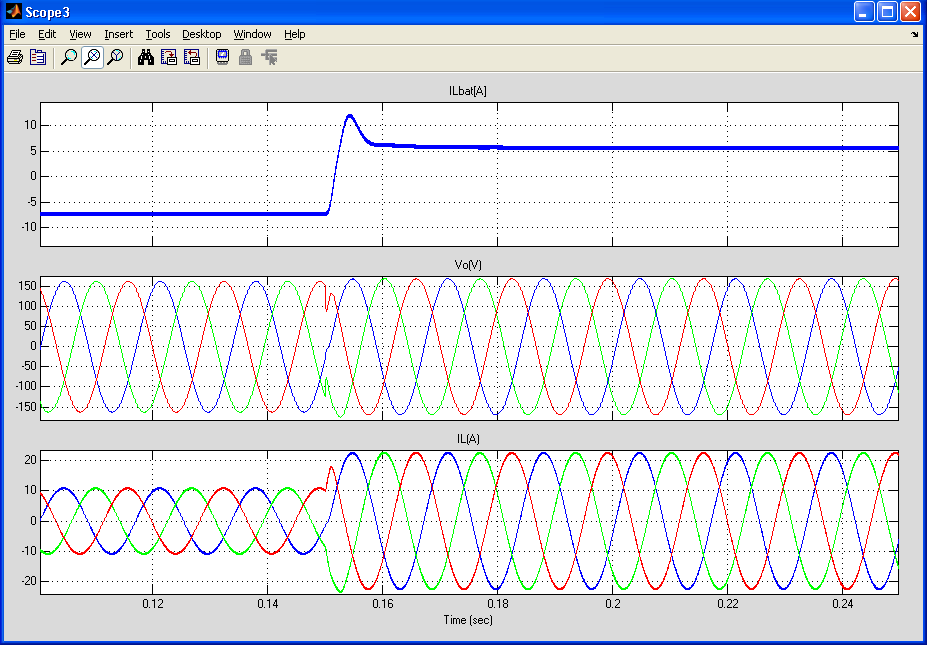 Scope3
File Edit View Insert Tools Desktop Window Help
ILbat[A]
10
5
0
-5
-10
Vo(V)
150
100
50
0
-50
-100
-150
IL(A)
20
10
0
-10
-20
0.12 0.14 0.16 0.18 0.2 0.22 0.24
Time (sec)